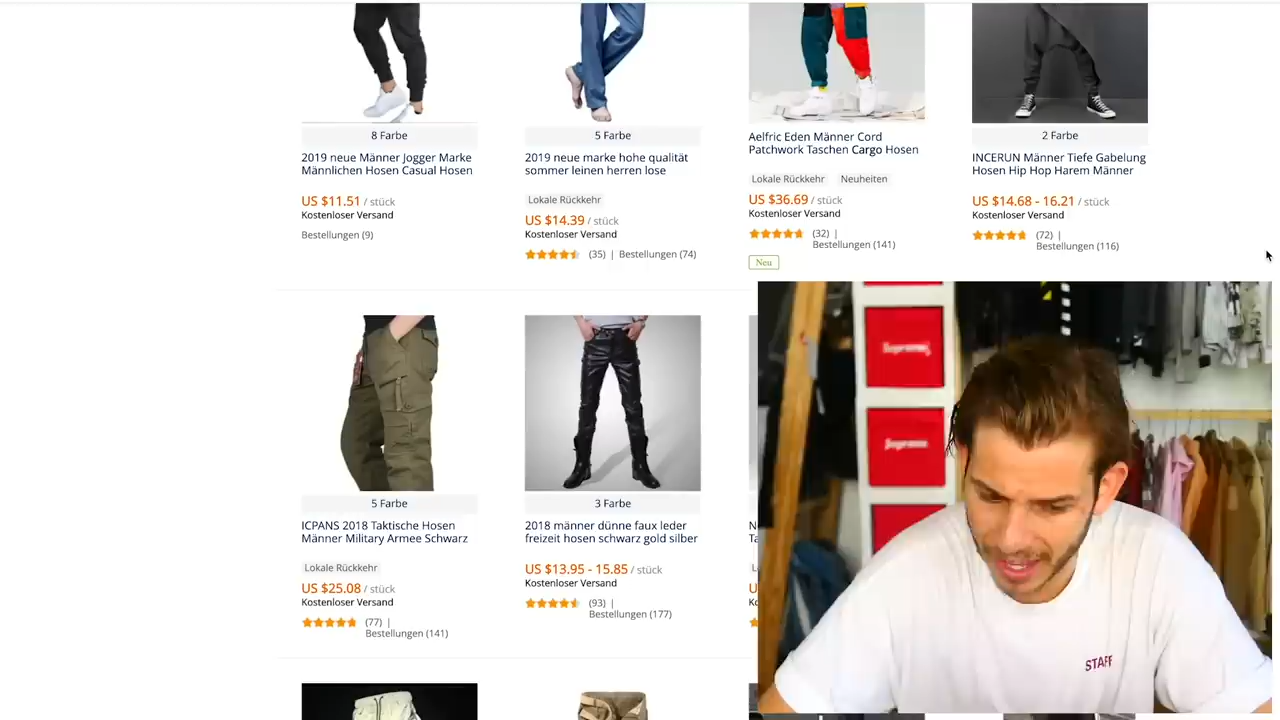 8 Farbe
2019 neue Männer Jogger Marke
Männlichen Hosen Casual Hosen
US $11.51 / stück
Kostenloser Versand
Bestellungen (9)
5 Farbe
2019 neue marke hohe qualität
sommer leinen herren lose
Lokale Rückkehr
US $14.39 / stück
Kostenloser Versand
(35) | Bestellungen (74)
Aelfric Eden Männer Cord
Patchwork Taschen Cargo Hosen
Lokale Rückkehr Neuheiten
US $36.69 / stück
Kostenloser Versand
(32) |
Bestellungen (141)
Neu
2 Farbe
INCERUN Männer Tiefe Gabelung
Hosen Hip Hop Harem Männer
US $14.68 - 16.21 / stück
Kostenloser Versand
(72) |
Bestellungen (116)
5 Farbe
ICPANS 2018 Taktische Hosen
Männer Military Armee Schwarz
Lokale Rückkehr
US $25.08 / stück
Kostenloser Versand
(77) |
Bestellungen (141)
3 Farbe
2018 männer dünne faux leder
freizeit hosen schwarz gold silber
US $13.95 - 15.85 / stück
Kostenloser Versand
(93) |
Bestellungen (177)
Supreme
Supreme
STAFF